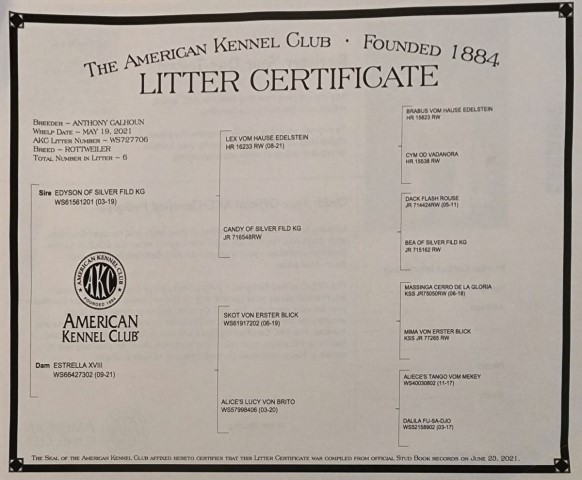 THE AMERICAN KENNEL CLUB · FOUNDED 1884
LITTER CERTIFICATE
BREEDER ~ ANTHONY CALHOUN
WHELP DATE ~ MAY 19, 2021
AKC LITTER NUMBER ~ WS727706
BREED ~ ROTTWEILER
TOTAL NUMBER IN LITTER ~ 6
Sire EDYSON OF SILVER FILD KG
WS61561201 (03-19)
AMERICAN KENNEL CLUB
AKC
FOUNDED 1884
AMERICAN
KENNEL CLUB®
Dam ESTRELLA XVIII
WS66427302 (09-21)
LEX VOM HAUSE EDELSTEIN
HR 16233 RW (08-21)
CANDY OF SILVER FILD KG
JR 716548RW
SKOT VON ERSTER BLICK
WS61917202 (06-19)
ALICE'S LUCY VON BRITO
WS57998406 (03-20)
BRABUS VOM HAUSE EDELSTEIN
HR 15823 RW
CYM OD VADANORA
HR 15638 RW
DACK FLASH ROUSE
JR 714424RW (05-11)
BEA OF SILVER FILD KG
JR 715162 RW
MASSINGA CERRO DE LA GLORIA
KSS JR75050RW (06-18)
MIMA VON ERSTER BLICK
KSS JR 77265 RW
ALIECE'S TANGO VOM MEKEY
WS40030802 (11-17)
DALILA FU-SA-DJO
WS52158902 (03-17)
THE SEAL OF THE AMERICAN KENNEL CLUB AFFIXED HERETO CERTIFIES THAT THIS LITTER CERTIFICATE WAS COMPILED FROM OFFICIAL STUD BOOK RECORDS ON JUNE 23, 2021.